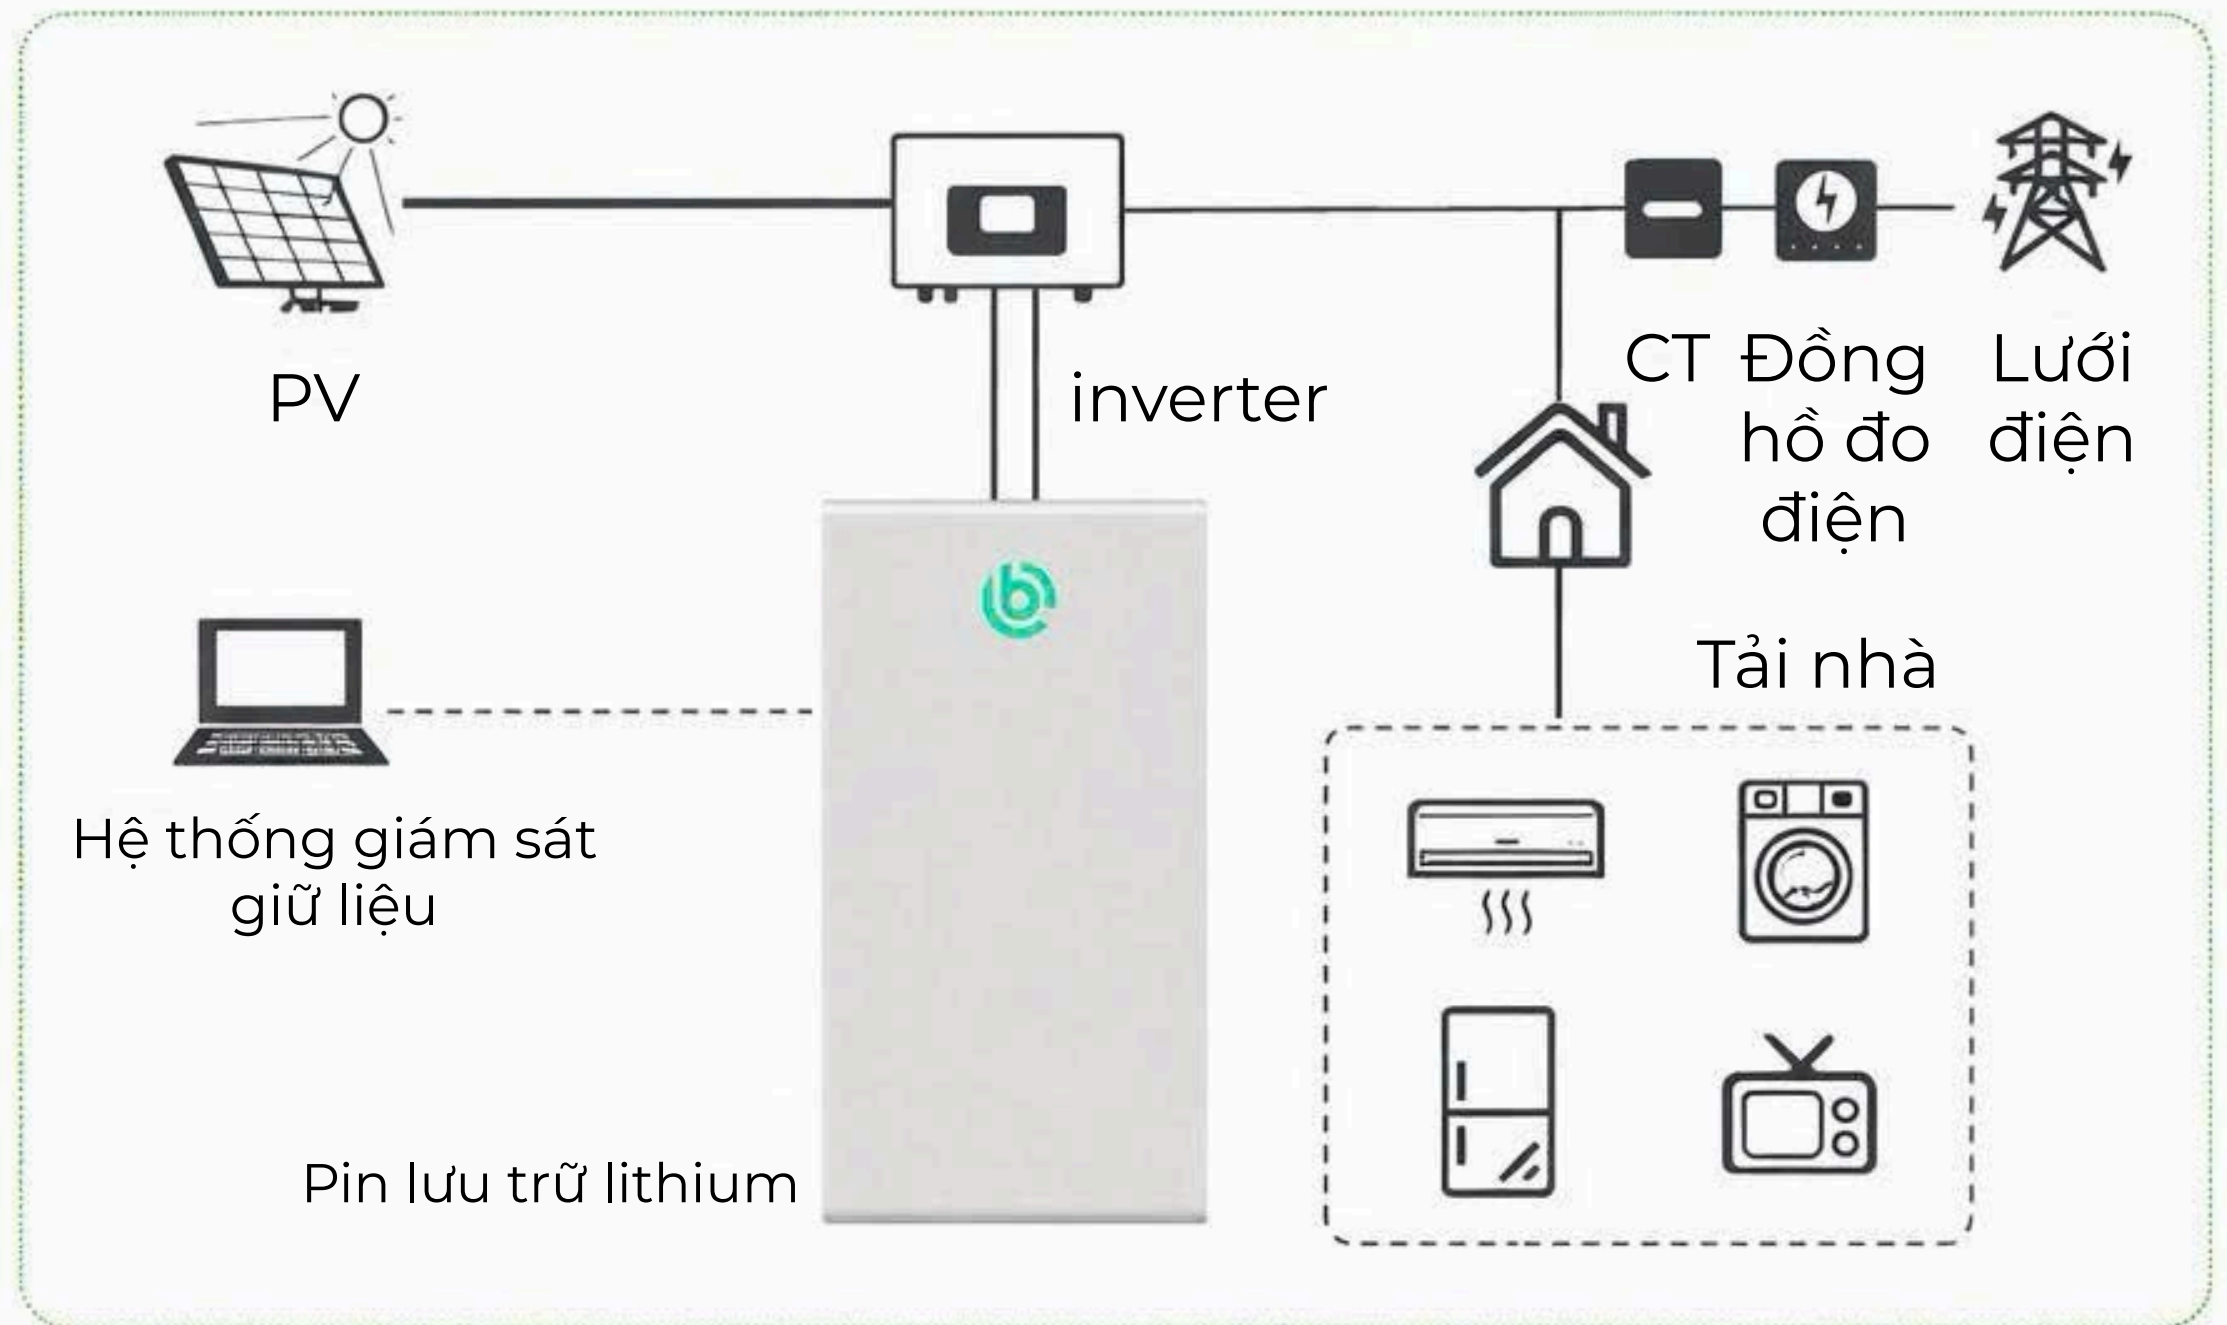 PV
inverter
CT
Đồng
hồ đo
điện
Lưới
điện
Tải nhà
Hệ thống giám sát
giữ liệu
Pin lưu trữ lithium